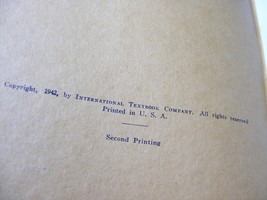 Copyright, 1942, by INTERNATIONAL TEXTBOOK COMPANY. All rights reserved
Printed in U. S. A.
Second Printing